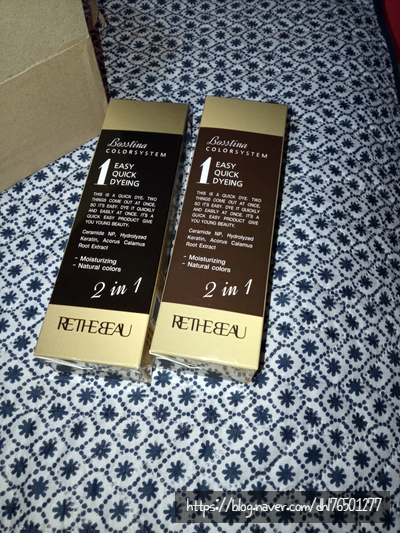 Bosstina
COLORSYSTEM
1 EASY
QUICK
DYEING
THIS IS A QUICK DYE. TWO
THINGS COME OUT AT ONCE,
SO IT'S EASY. DYE IT QUICKLY
AND EASILY AT ONCE. IT'S A
QUICK EASY PRODUCT GIVE
YOU YOUNG BEAUTY.
Ceramide NP, Hydrolyzed
Keratin, Acorus Calamus
Root Extract
- Moisturizing
- Natural colors
2 in 1
RETHEBEAU
Bosstina
COLORSYSTEM
1 EASY
QUICK
DYEING
THIS IS A QUICK DYE. TWO
THINGS COME OUT AT ONCE,
SO IT'S EASY. DYE IT QUICKLY
AND EASILY AT ONCE. IT'S A
QUICK EASY PRODUCT GIVE
YOU YOUNG BEAUTY.
Ceramide NP, Hydrolyzed
Keratin, Acorus Calamus
Root Extract
- Moisturizing
- Natural colors
2 in 1
RETHEBEAU
https://blog.naver.com/dhl76501277